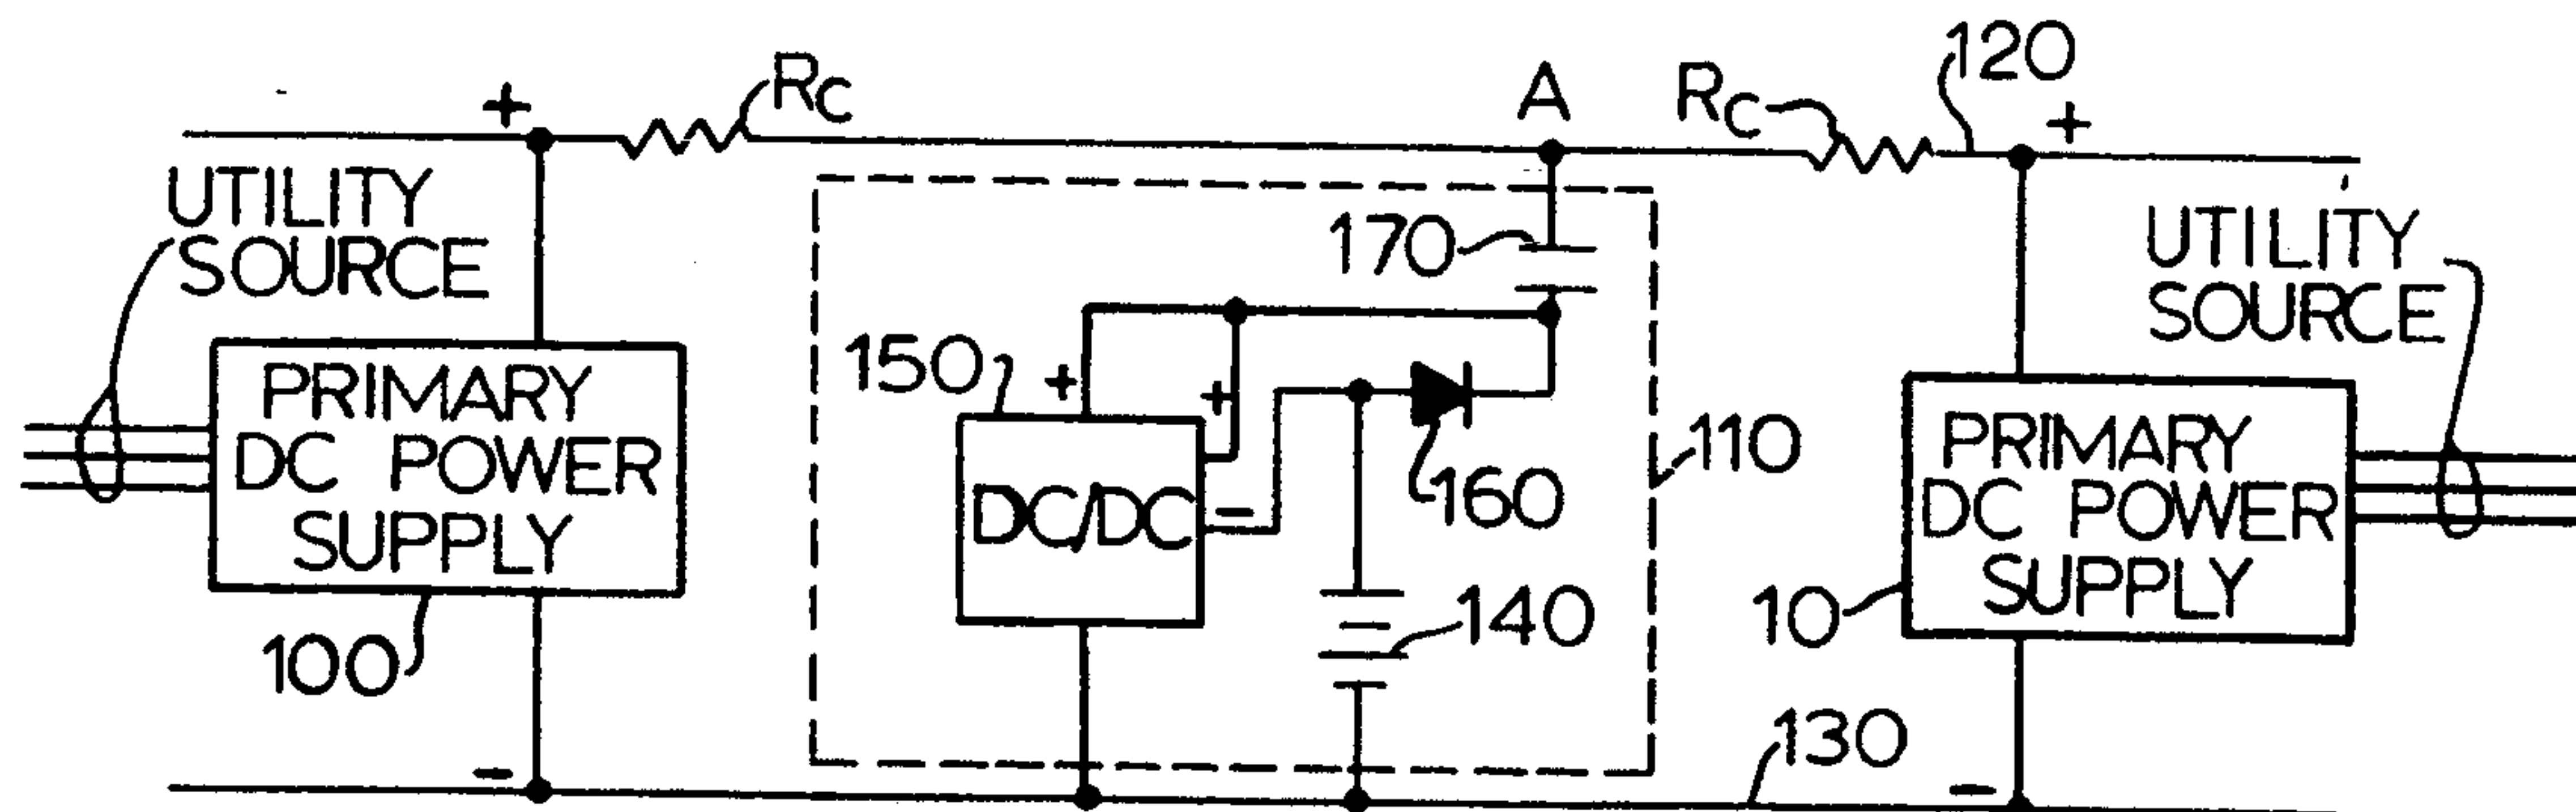 +
RC
A
RC
120
+
UTILITY
SOURCE
170
UTILITY
SOURCE
150
+
+
PRIMARY
DC POWER
SUPPLY
DC/DC
-
160
110
PRIMARY
DC POWER
SUPPLY
100
140
10
130
-
-